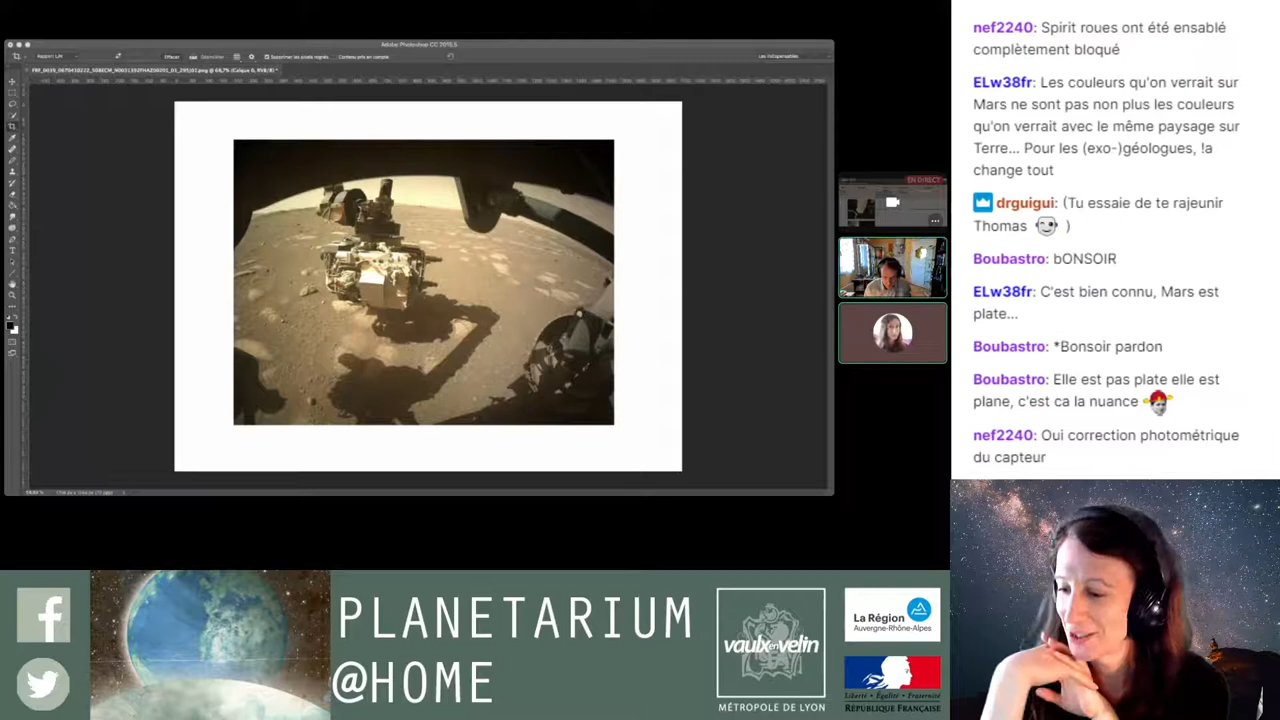 Adobe Photoshop CC 2015.5
Effacer
Les indispensables
EN DIRECT
nef2240: Spirit roues ont été ensablé
complètement bloqué
ELw38fr: Les couleurs qu'on verrait sur
Mars ne sont pas non plus les couleurs
qu'on verrait avec le même paysage sur
Terre... Pour les (exo-)géologues, !a
change tout
drguigui: (Tu essaie de te rajeunir
Thomas )
Boubastro: bONSOIR
ELw38fr: C'est bien connu, Mars est
plate...
Boubastro: *Bonsoir pardon
Boubastro: Elle est pas plate elle est
plane, c'est ca la nuance
nef2240: Oui correction photométrique
du capteur
PLANETARIUM
@HOME
vaulx en velin
MÉTROPOLE DE LYON
La Région
Auvergne-Rhône-Alpes
Liberté • Égalité • Fraternité
RÉPUBLIQUE FRANÇAISE